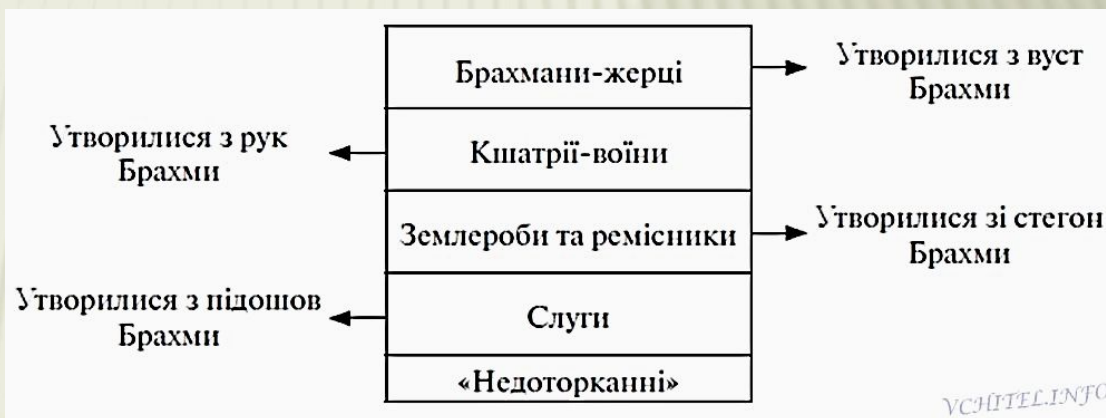 Брахмани-жерці
Утворилися з вуст
Брахми
Утворилися з рук
Брахми
Кшатрії-воїни
Землероби та ремісники
Утворилися зі стегон
Брахми
Утворилися з підошов
Брахми
Слуги
«Недоторканні»
VCHITEL.INFO